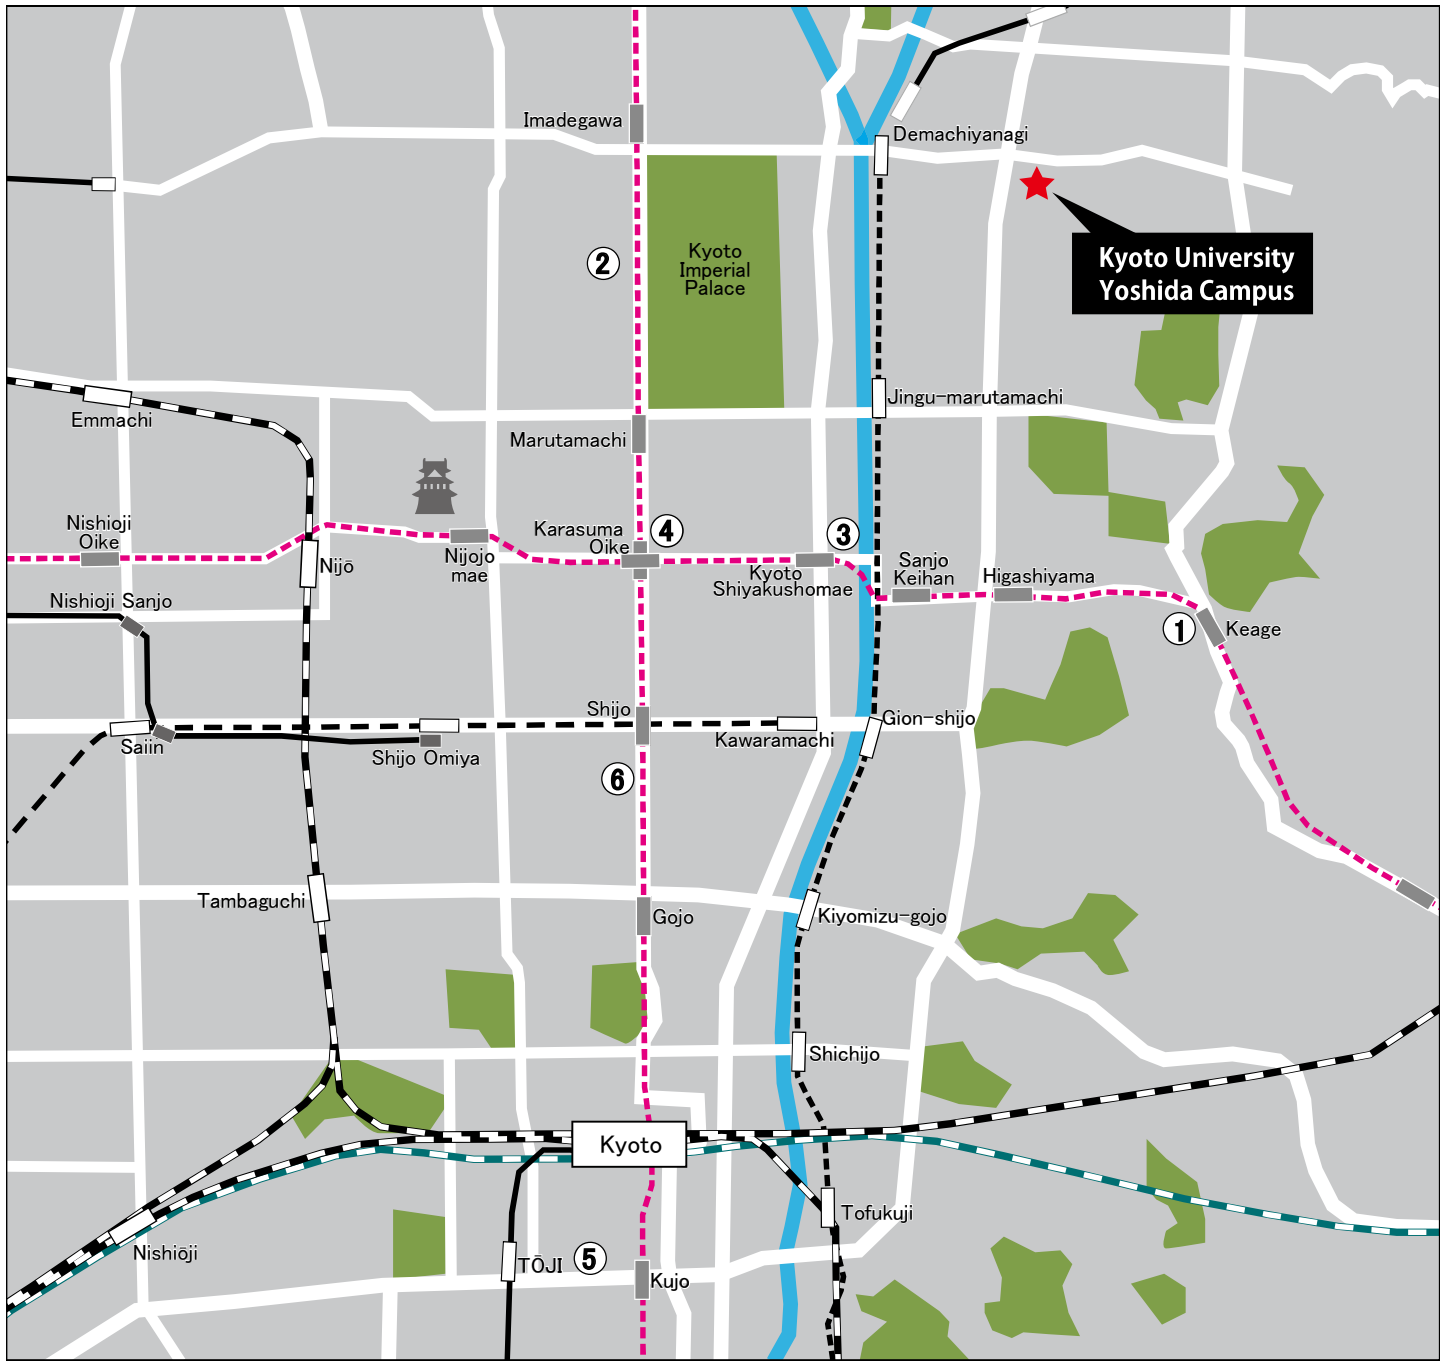 Imadegawa
Demachiyanagi
Kyoto University
Yoshida Campus
2
Kyoto
Imperial
Palace
Emmachi
Jingu-marutamachi
Marutamachi
Nishioji
Oike
Karasuma
Oike
4
3
Nijō
Nijojo
mae
Kyoto
Shiyakushomae
Sanjo
Keihan
Higashiyama
Nishioji Sanjo
1
Keage
Shijo
Gion-shijo
Saiin
Shijo Omiya
Kawaramachi
6
Tambaguchi
Gojo
Kiyomizu-gojo
Shichijo
Kyoto
Nishiōji
Tofukuji
TŌJI
5
Kujo